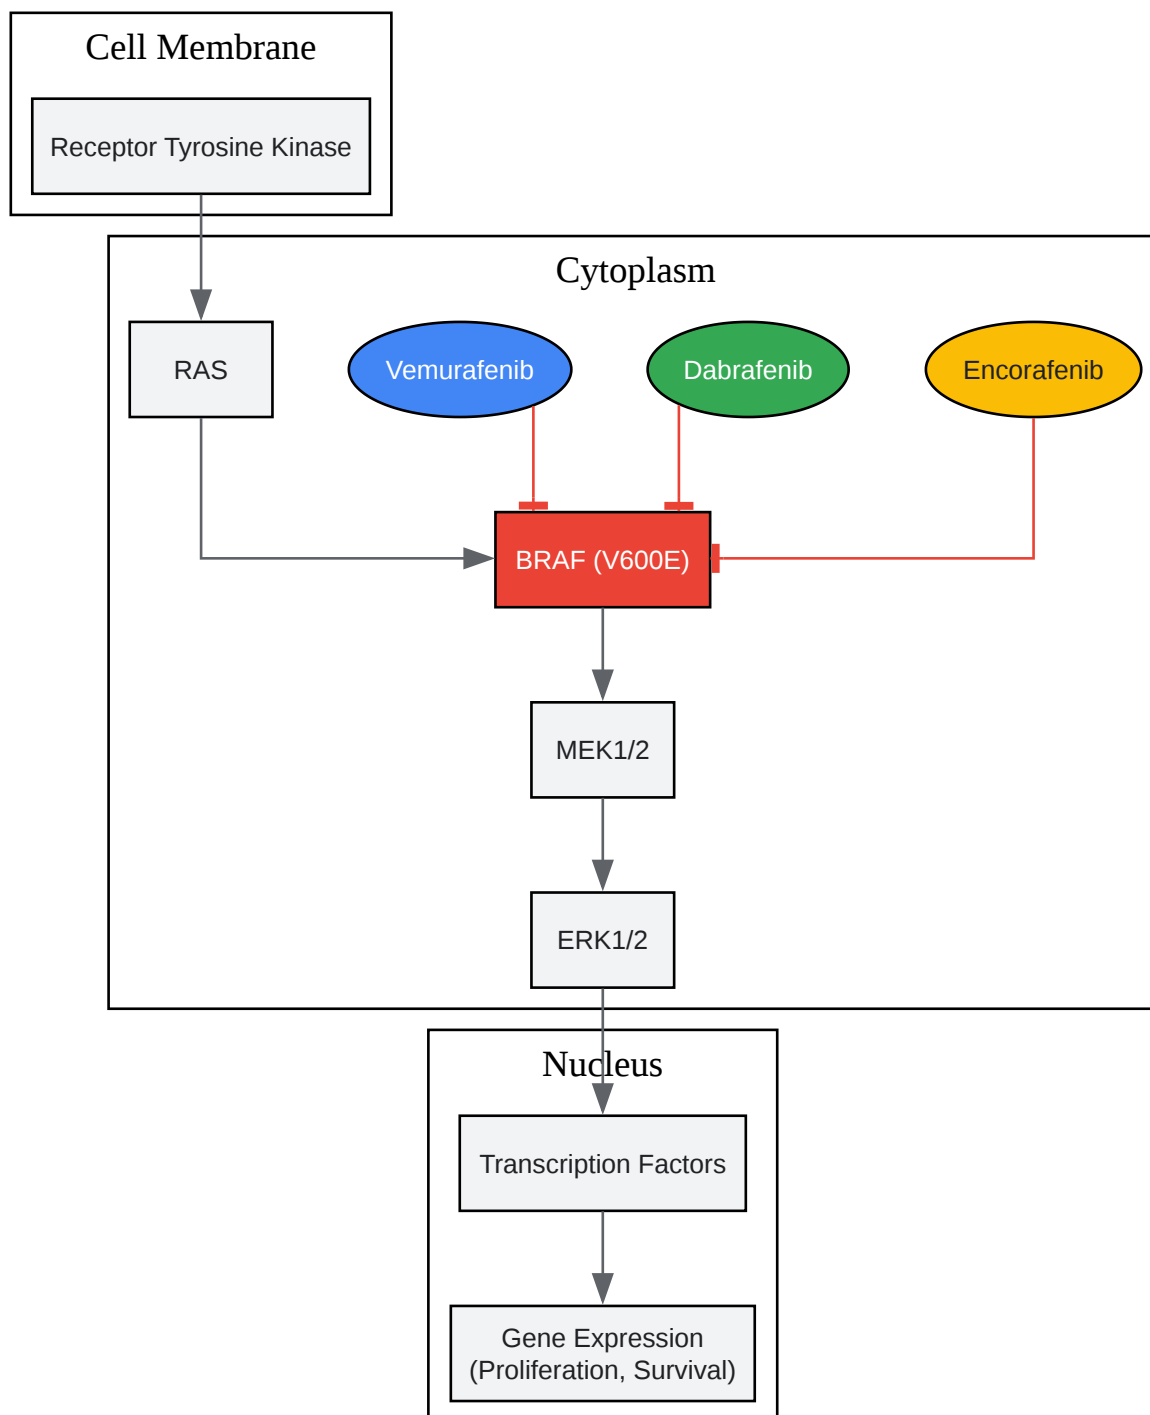 Cell Membrane
Receptor Tyrosine Kinase
Cytoplasm
RAS
Vemurafenib
Dabrafenib
Encorafenib
BRAF (V600E)
MEK1/2
ERK1/2
Nucleus
Transcription Factors
Gene Expression
(Proliferation, Survival)